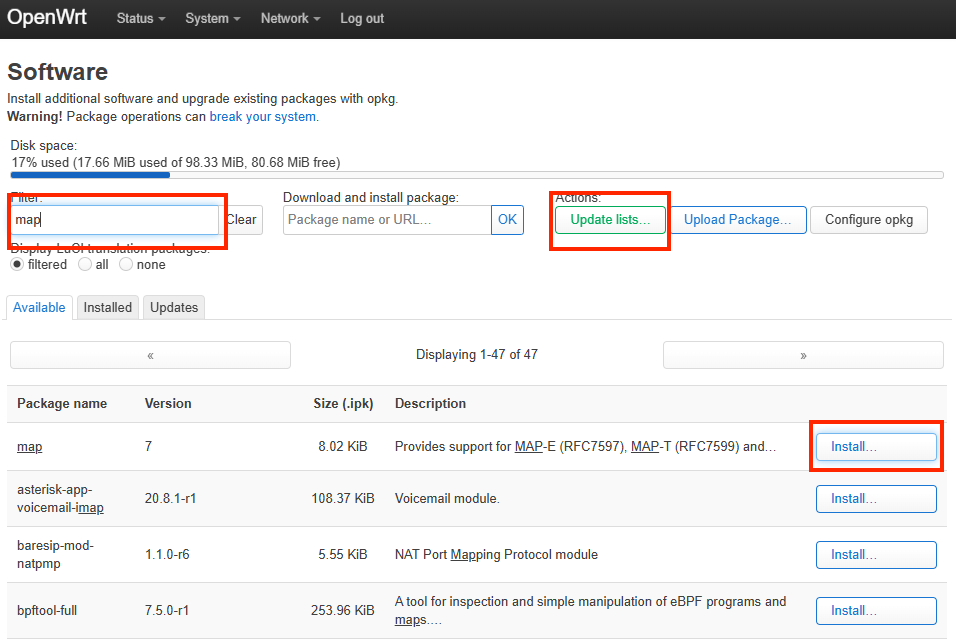 OpenWrt Status System Network Log out
Software
Install additional software and upgrade existing packages with opkg.
Warning! Package operations can break your system.
Disk space:
17% used (17.66 MiB used of 98.33 MiB, 80.68 MiB free)
Filter: Download and install package: Actions:
map Clear Package name or URL... OK Update lists... Upload Package... Configure opkg
Display LuCI translation packages:
filtered all none
Available Installed Updates
« Displaying 1-47 of 47 »
Package name Version Size (.ipk) Description
map 7 8.02 KiB Provides support for MAP-E (RFC7597), MAP-T (RFC7599) and... Install...
asterisk-app-
voicemail-imap 20.8.1-r1 108.37 KiB Voicemail module. Install...
baresip-mod-
natpmp 1.1.0-r6 5.55 KiB NAT Port Mapping Protocol module Install...
bpftool-full 7.5.0-r1 253.96 KiB A tool for inspection and simple manipulation of eBPF programs and
maps.... Install...